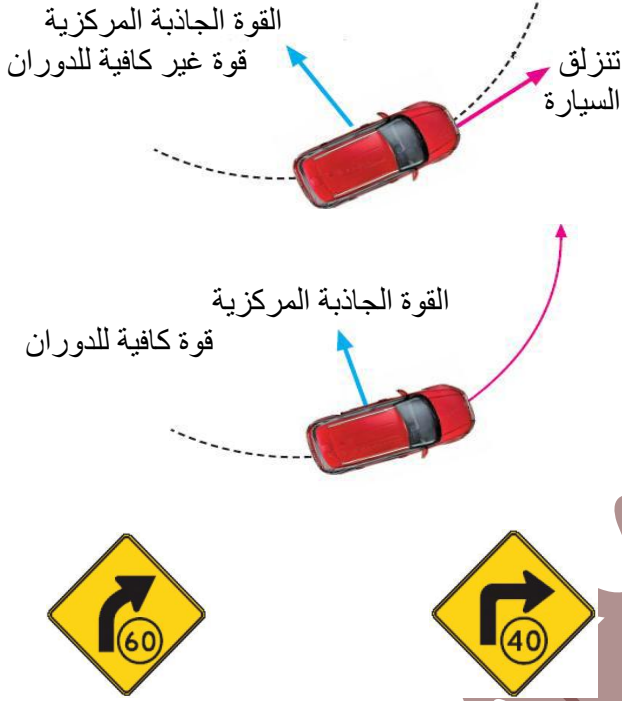 القوة الجاذبة المركزية
قوة غير كافية للدوران
تنزلق
السيارة
القوة الجاذبة المركزية
قوة كافية للدوران
60
40